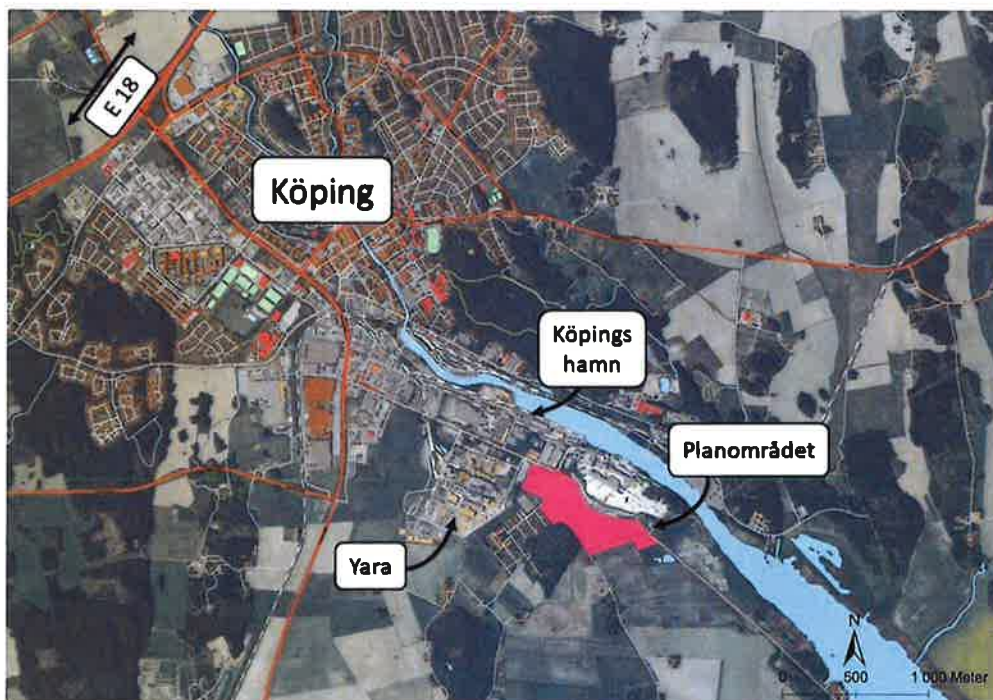 E 18
Köping
Köpings
hamn
Planområdet
Yara
N
0 500 1 000 Meter